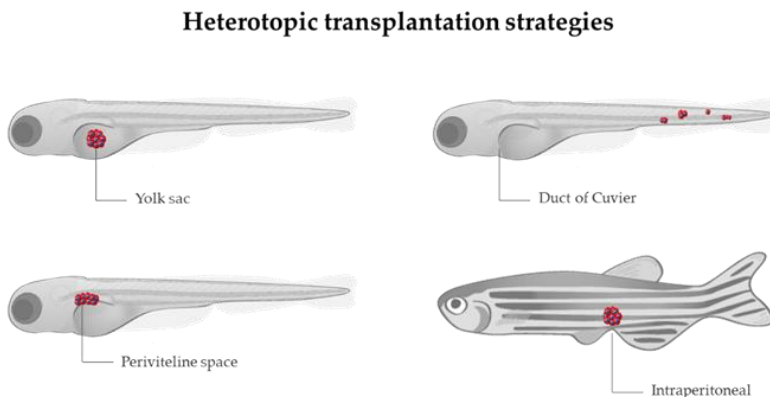 Heterotopic transplantation strategies
Yolk sac
Duct of Cuvier
Periviteline space
Intraperitoneal